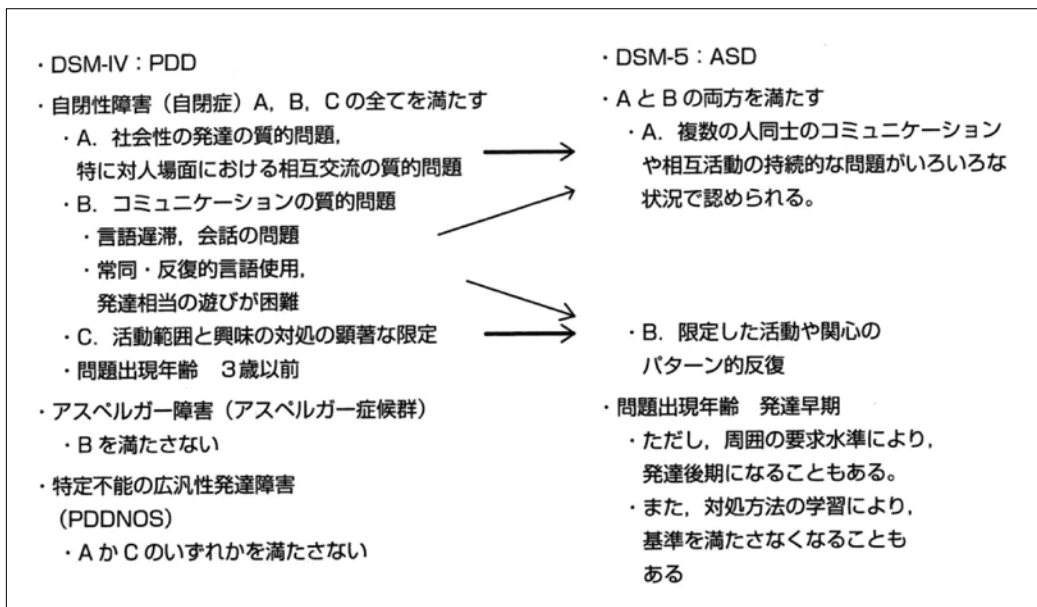 ・DSM-IV：PDD
・自閉性障害（自閉症）A，B，Cの全てを満たす
・A．社会性の発達の質的問題，
特に対人場面における相互交流の質的問題
・B．コミュニケーションの質的問題
・言語遅滞，会話の問題
・常同・反復的言語使用，
発達相当の遊びが困難
・C．活動範囲と興味の対処の顕著な限定
・問題出現年齢　3歳以前
・アスペルガー障害（アスペルガー症候群）
・Bを満たさない
・特定不能の広汎性発達障害
（PDDNOS）
・AかCのいずれかを満たさない
・DSM-5：ASD
・AとBの両方を満たす
・A．複数の人同士のコミュニケーション
や相互活動の持続的な問題がいろいろな
状況で認められる。
・B．限定した活動や関心の
パターン的反復
・問題出現年齢　発達早期
・ただし，周囲の要求水準により，
発達後期になることもある。
・また，対処方法の学習により，
基準を満たさなくなることも
ある